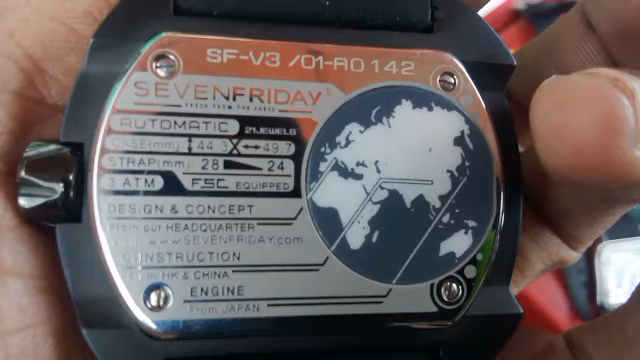 SF-V3 /01-R0142
SEVENFRIDAY
FRESH FROM THE PRESS
AUTOMATIC 21JEWELS
CASE(mm): 44.3 X 49.7
STRAP(mm): 28 24
3 ATM FSC EQUIPPED
DESIGN & CONCEPT
From our HEADQUARTER
www.SEVENFRIDAY.com
CONSTRUCTION
From HK & CHINA
ENGINE
From JAPAN